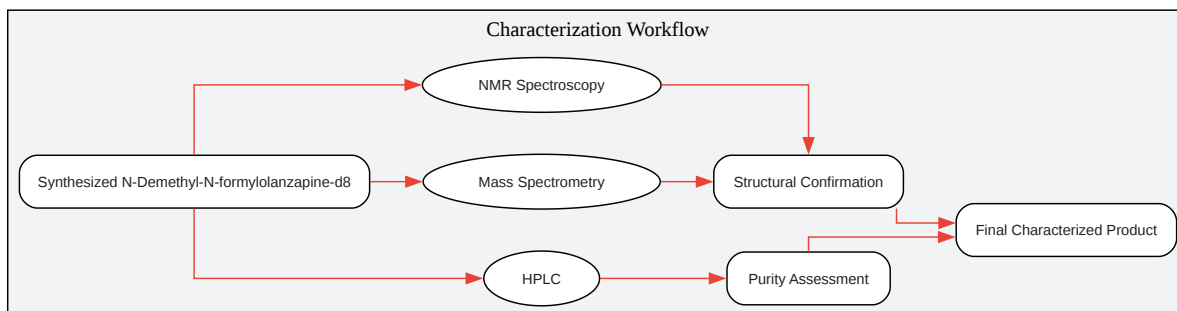 Characterization Workflow
NMR Spectroscopy
Synthesized N-Demethyl-N-formylolanzapine-d8
Mass Spectrometry
Structural Confirmation
Final Characterized Product
HPLC
Purity Assessment